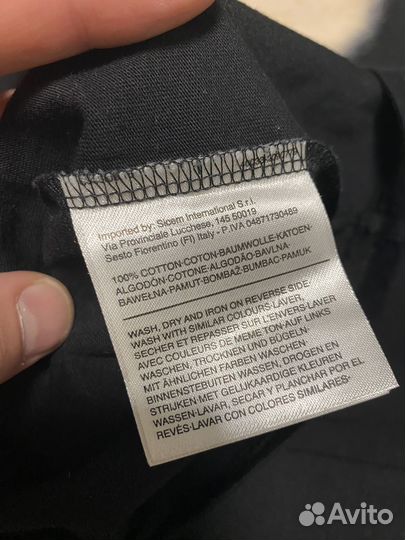 Imported by: Sicem International S.r.l
Via Provinciale Lucchese, 145 50019
Sesto Fiorentino (FI) Italy - P.IVA 04871730489
100% COTTON-COTON-BAUMWOLLE-KATOEN-
ALGODÓN-COTONE-ALGODÃO-BAVLNA-
BAWEŁNA-PAMUT-BOMBAŽ-BUMBAC-PAMUK
WASH, DRY AND IRON ON REVERSE SIDE
WASH WITH SIMILAR COLOURS-LAVER,
SECHER ET REPASSER SUR L'ENVERS-LAVER
AVEC COULEURS DE MEME TON-AUF LINKS
WASCHEN, TROCKNEN UND BÜGELN-
MIT ÄHNLICHEN FARBEN WASCHEN
BINNENSTEBUITEN WASSEN, DROGEN EN
STRIJKEN-MET GELIJKAARDIGE KLEUREN
WASSEN-LAVAR, SECAR Y PLANCHAR POR EL
REVÉS-LAVAR CON COLORES SIMILARES.
Avito